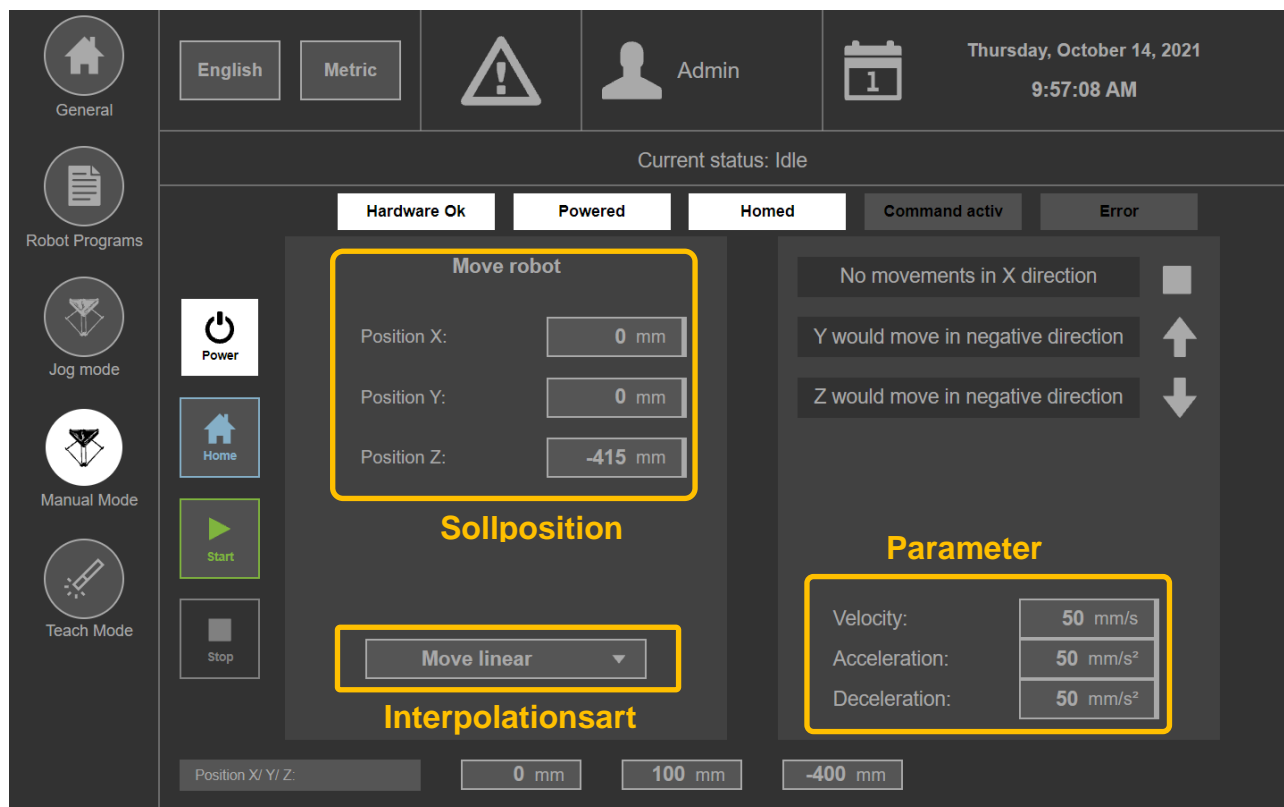 General
English
Metric
Admin
1
Thursday, October 14, 2021
9:57:08 AM
Current status: Idle
Robot Programs
Jog mode
Manual Mode
Teach Mode
Hardware Ok
Powered
Homed
Command activ
Error
Power
Home
Start
Stop
Move robot
Position X: 0 mm
Position Y: 0 mm
Position Z: -415 mm
Sollposition
Move linear
Interpolationsart
No movements in X direction
Y would move in negative direction
Z would move in negative direction
Parameter
Velocity: 50 mm/s
Acceleration: 50 mm/s²
Deceleration: 50 mm/s²
Position X/ Y/ Z: 0 mm 100 mm -400 mm